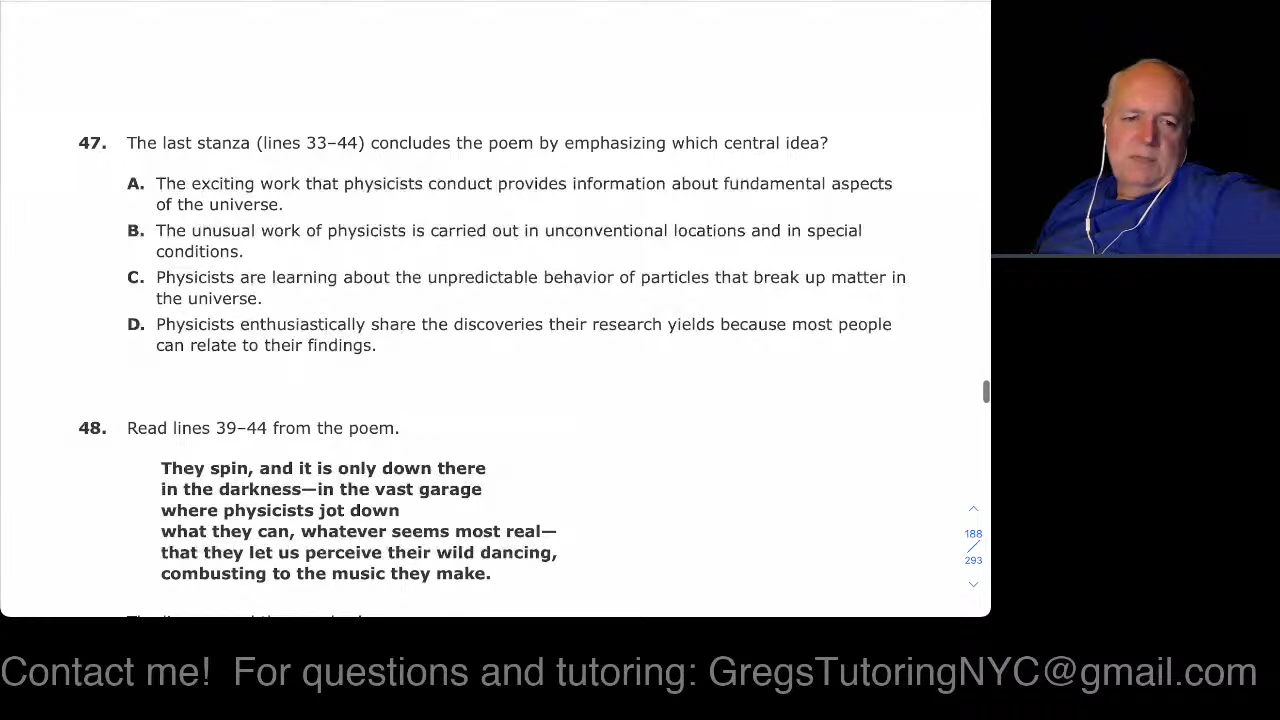 47. The last stanza (lines 33–44) concludes the poem by emphasizing which central idea?
A. The exciting work that physicists conduct provides information about fundamental aspects
of the universe.
B. The unusual work of physicists is carried out in unconventional locations and in special
conditions.
C. Physicists are learning about the unpredictable behavior of particles that break up matter in
the universe.
D. Physicists enthusiastically share the discoveries their research yields because most people
can relate to their findings.
48. Read lines 39–44 from the poem.
They spin, and it is only down there
in the darkness—in the vast garage
where physicists jot down
what they can, whatever seems most real—
that they let us perceive their wild dancing,
combusting to the music they make.
188
293
Contact me! For questions and tutoring: GregsTutoringNYC@gmail.com